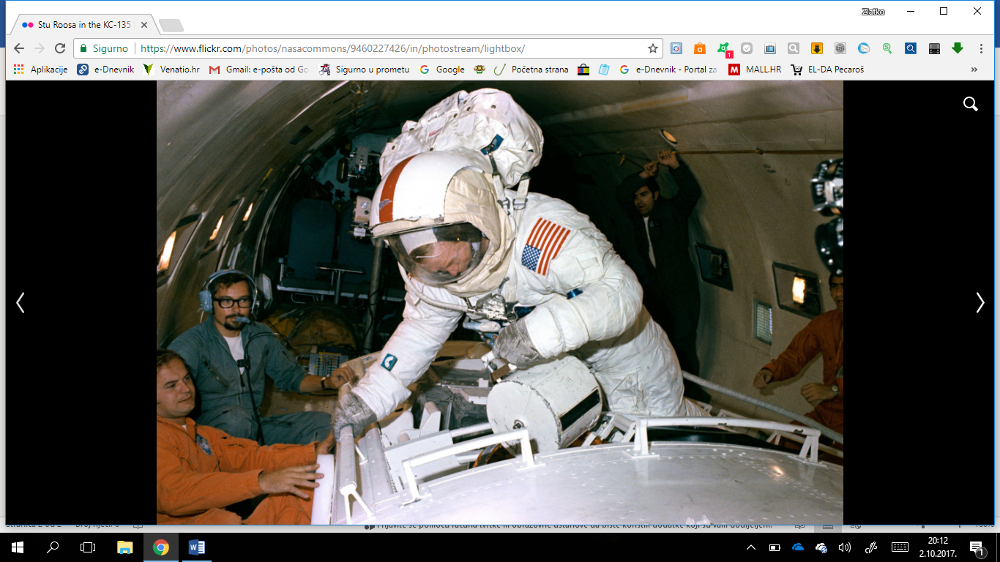 Zlatko
Stu Roosa in the KC-135
Sigurno https://www.flickr.com/photos/nasacommons/9460227426/in/photostream/lightbox/
1
Aplikacije e-Dnevnik Venatio.hr Gmail: e-pošta od Go Sigurno u prometu Google Početna strana e-Dnevnik - Portal za M MALL.HR EL-DA Pecaroš »
20:12
2.10.2017.
1